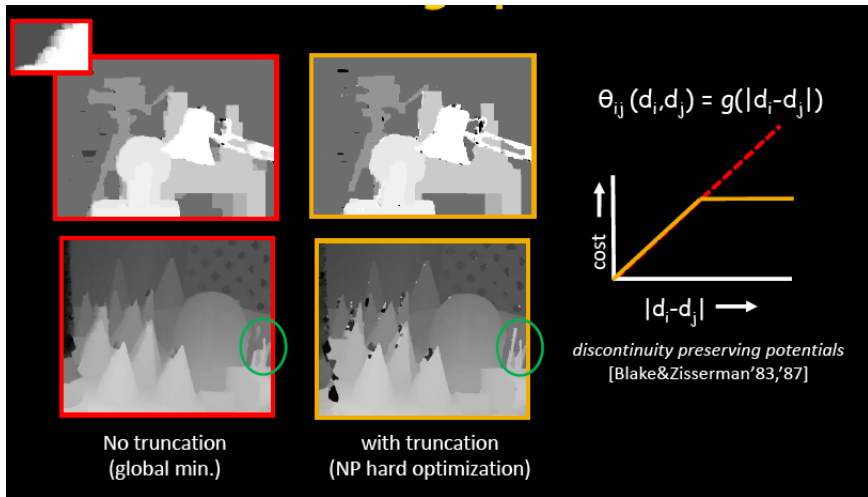 θij (di,dj) = g(|di-dj|)
cost
|di-dj|
discontinuity preserving potentials
[Blake&Zisserman'83,'87]
No truncation
(global min.)
with truncation
(NP hard optimization)